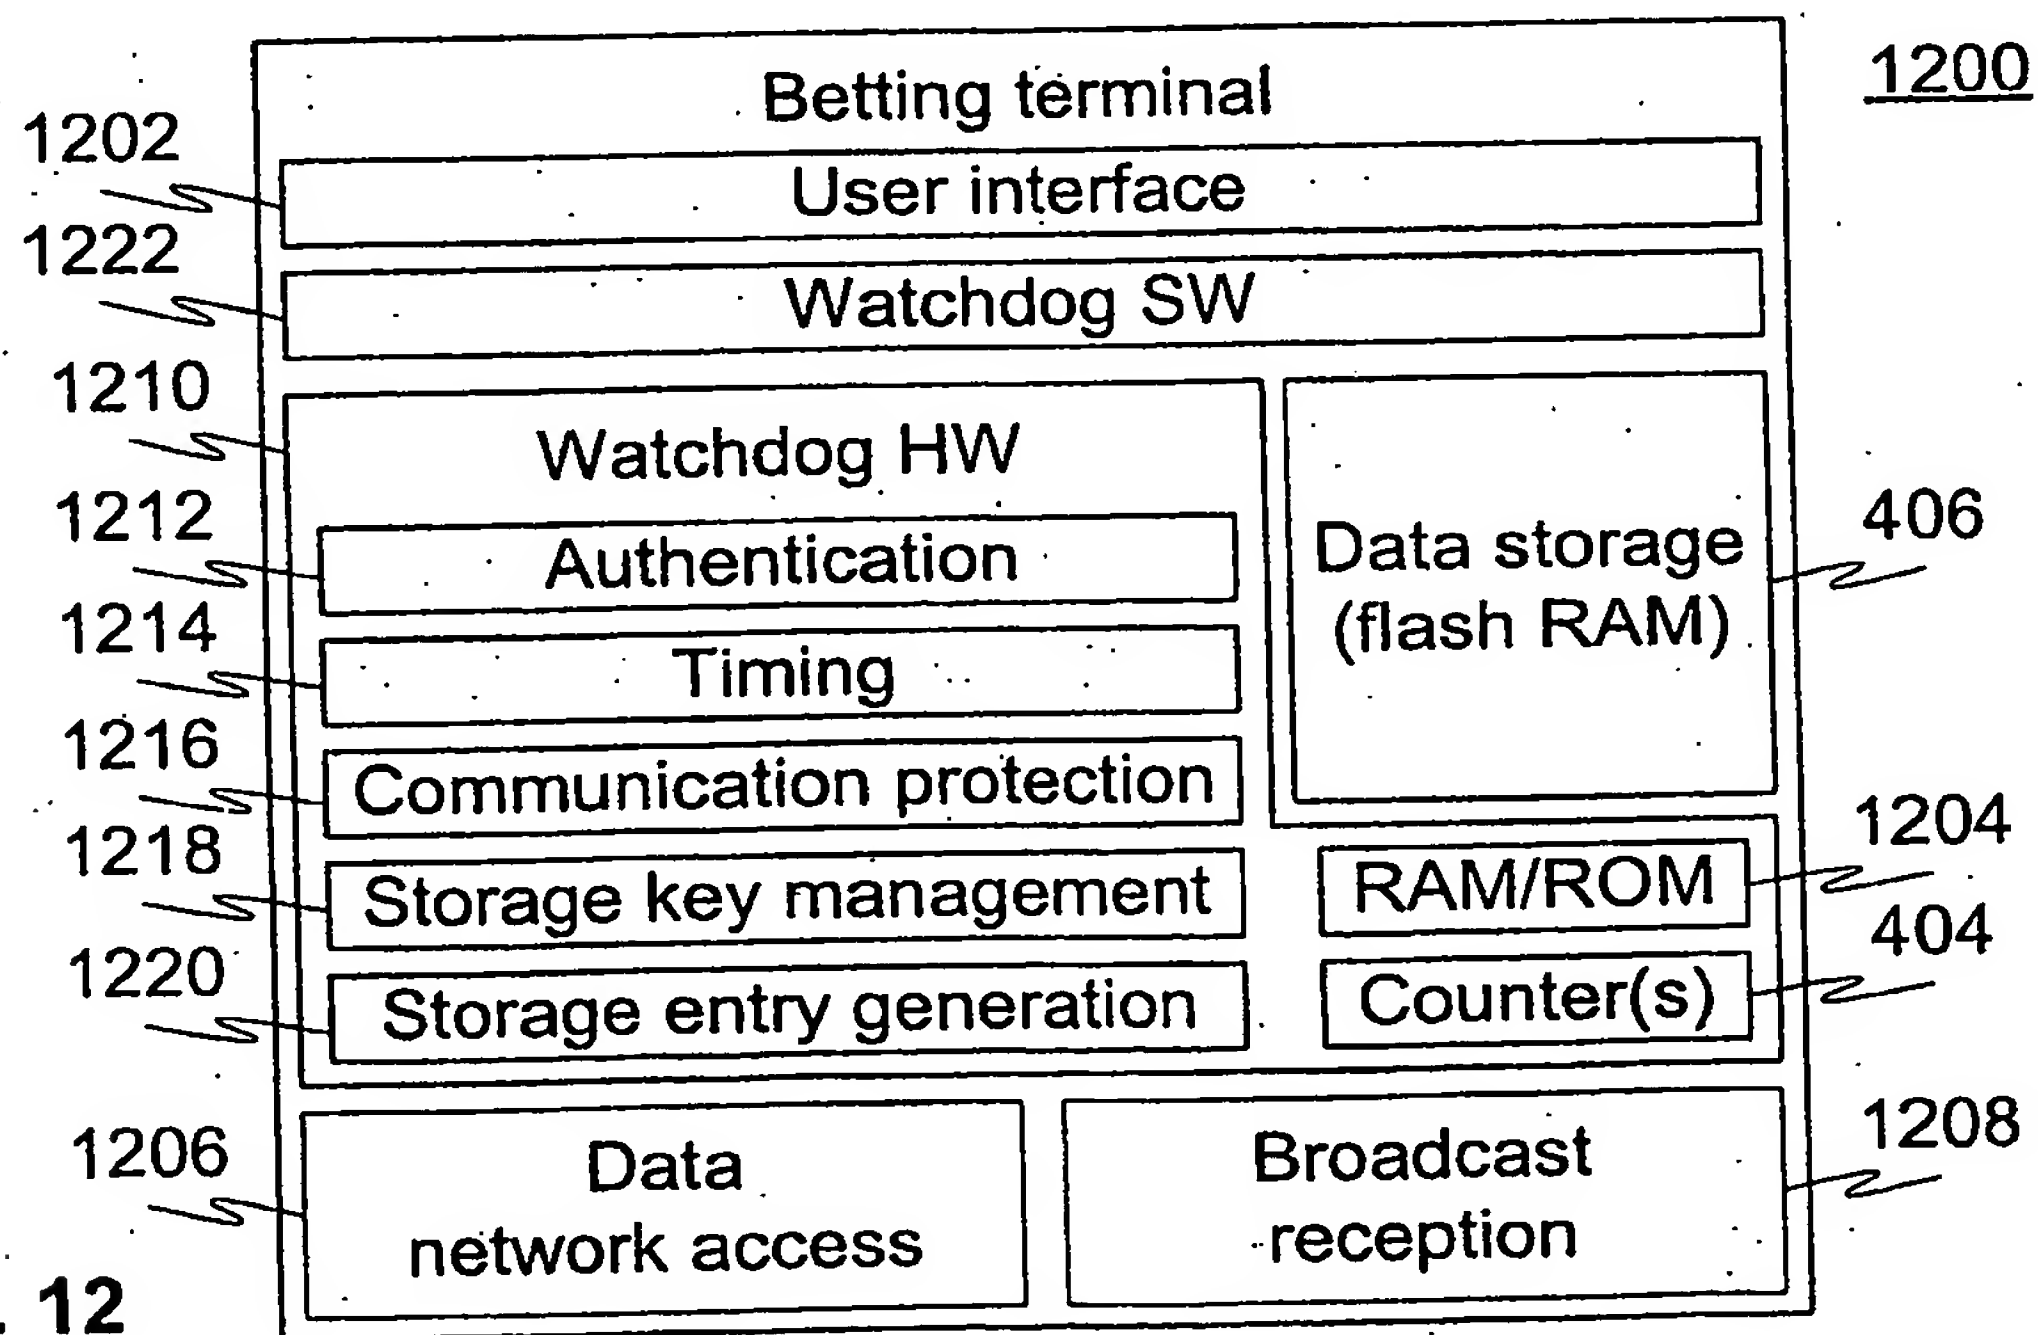 Betting terminal
1200
1202
User interface
1222
Watchdog SW
1210
Watchdog HW
1212
Authentication
Data storage
(flash RAM)
406
1214
Timing
1216
Communication protection
1218
Storage key management
RAM/ROM
1204
1220
Storage entry generation
Counter(s)
404
1206
Data
network access
Broadcast
reception
1208
. 12